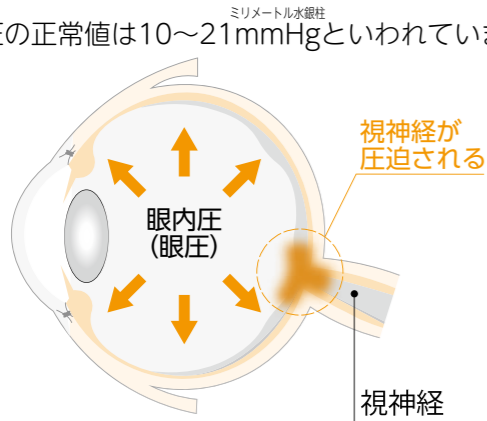 ミリメートル水銀柱
圧の正常値は10〜21mmHgといわれていま
視神経が
圧迫される
眼内圧
(眼圧)
視神経